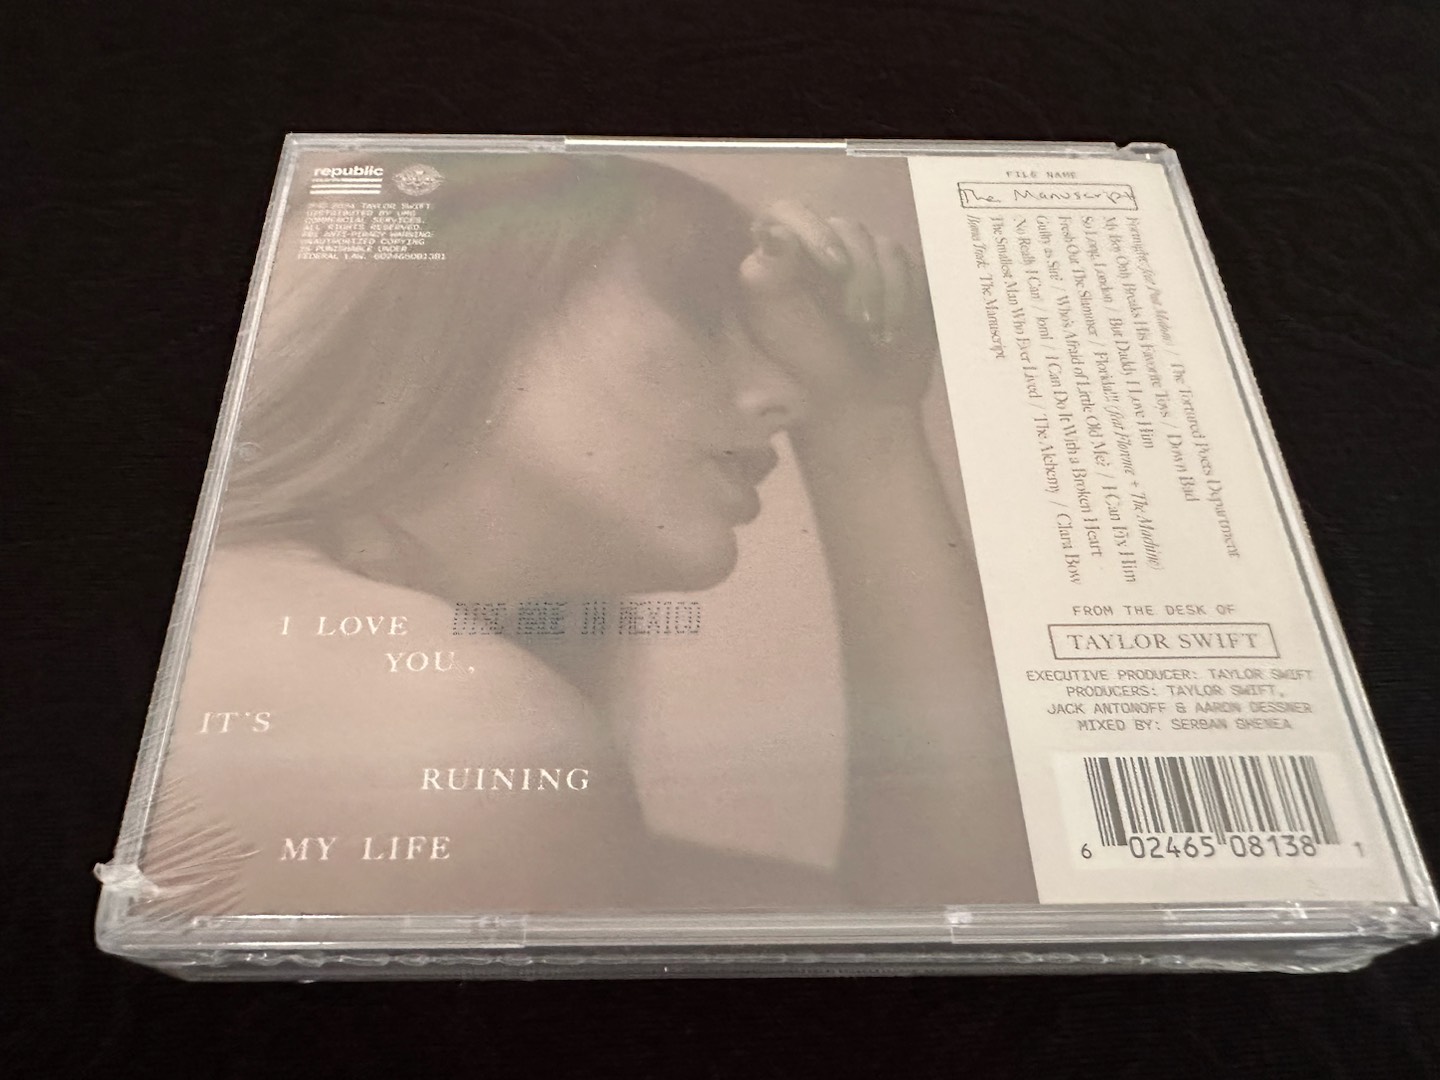 republic
℗© 2024 TAYLOR SWIFT.
DISTRIBUTED BY UMG
COMMERCIAL SERVICES.
ALL RIGHTS RESERVED.
FBI ANTI-PIRACY WARNING:
UNAUTHORIZED COPYING
IS PUNISHABLE UNDER
FEDERAL LAW. 602465081381
FILE NAME
The Manuscript
Fortnight (feat Post Malone) / The Tortured Poets Department
My Boy Only Breaks His Favorite Toys / Down Bad
So Long, London / But Daddy I Love Him
Fresh Out The Slammer / Florida!!! (feat Florence + The Machine)
Guilty as Sin? / Who's Afraid of Little Old Me? / I Can Fix Him
No Really I Can / loml / I Can Do It With a Broken Heart
The Smallest Man Who Ever Lived / The Alchemy / Clara Bow
Bonus Track: The Manuscript
I LOVE
YOU,
IT'S
RUINING
MY LIFE
DISC MADE IN MEXICO
FROM THE DESK OF
TAYLOR SWIFT
EXECUTIVE PRODUCER: TAYLOR SWIFT
PRODUCERS: TAYLOR SWIFT,
JACK ANTONOFF & AARON DESSNER
MIXED BY: SERBAN GHENEA
6 02465 08138 1